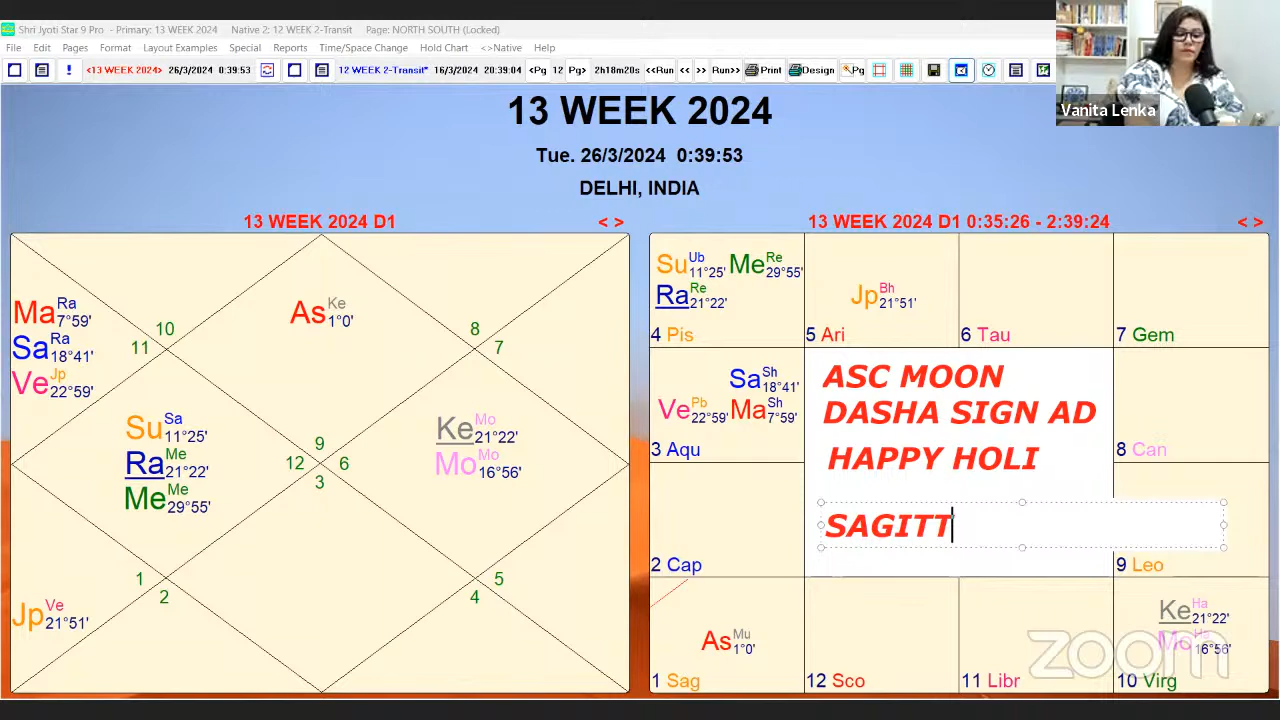 Shri Jyoti Star 9 Pro - Primary: 13 WEEK 2024 Native 2; 12 WEEK 2-Transit Page: NORTH SOUTH (Locked)
File Edit Pages Format Layout Examples Special Reports Time/Space Change Hold Chart <>Native Help
! <13 WEEK 2024> 26/3/2024 0:39:53 12 WEEK 2-Transit* 16/3/2024 20:39:04 <Pg 12 Pg> 2h18m20s <<Run << >> Run>> Print Design Pg
Vanita Lenka
13 WEEK 2024
Tue. 26/3/2024 0:39:53
DELHI, INDIA
13 WEEK 2024 D1 < >
Ma Ra 7°59'
Sa Ra 18°41'
Ve Jp 22°59'
As Ke 1°0'
10
11
8
7
Su Sa 11°25'
Ra Me 21°22'
Me Me 29°55'
Ke Mo 21°22'
Mo Mo 16°56'
9
12 6
3
1
2
5
4
Jp Ve 21°51'
13 WEEK 2024 D1 0:35:26 - 2:39:24 < >
Su Ub 11°25' Me Re 29°55'
Ra Re 21°22'
Jp Bh 21°51'
4 Pis 5 Ari 6 Tau 7 Gem
Sa Sh 18°41'
Ve Pb 22°59' Ma Sh 7°59'
3 Aqu 8 Can
ASC MOON
DASHA SIGN AD
HAPPY HOLI
SAGITT
2 Cap 9 Leo
As Mu 1°0'
Ke Ha 21°22'
Mo Ha 16°56'
1 Sag 12 Sco 11 Libr 10 Virg
zoom